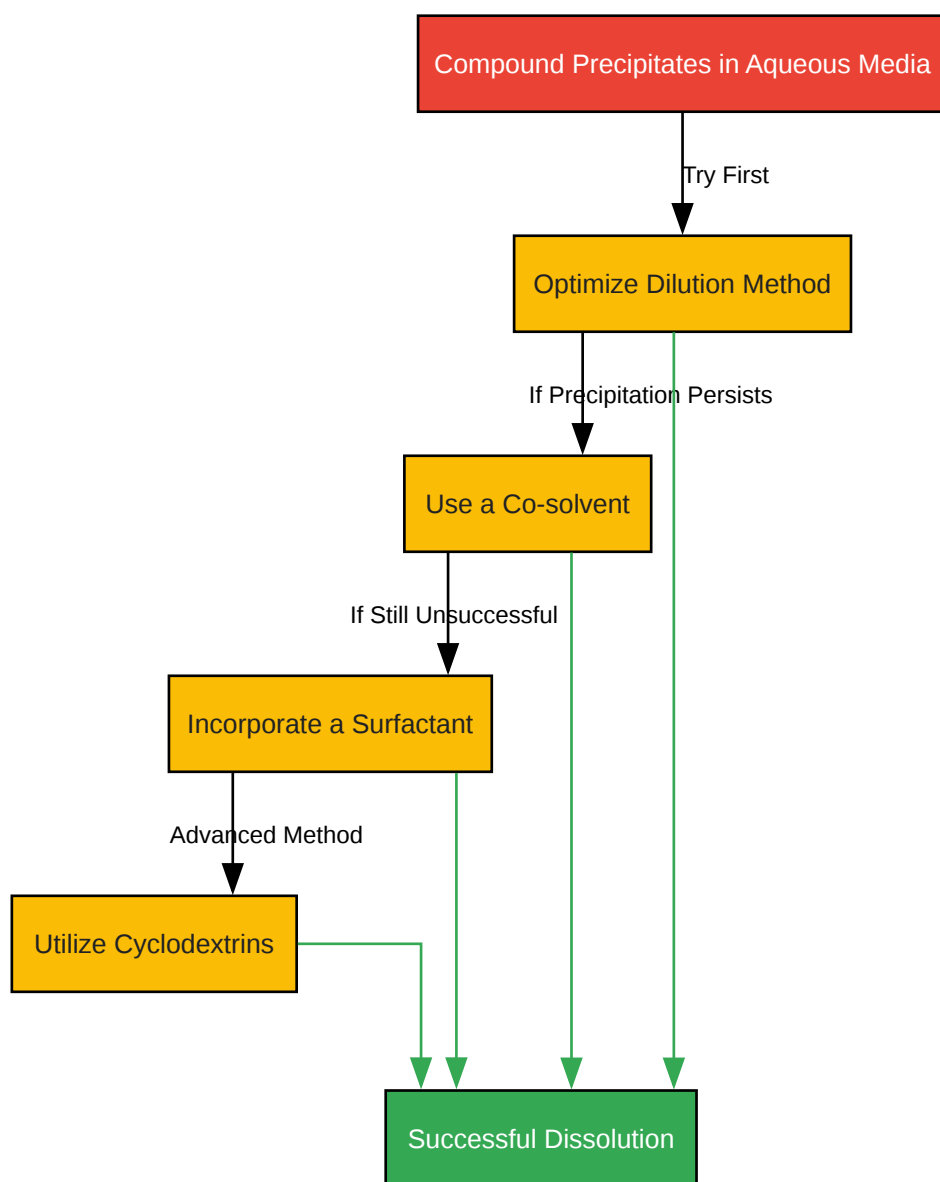 Compound Precipitates in Aqueous Media
Try First
Optimize Dilution Method
If Precipitation Persists
Use a Co-solvent
If Still Unsuccessful
Incorporate a Surfactant
Advanced Method
Utilize Cyclodextrins
Successful Dissolution